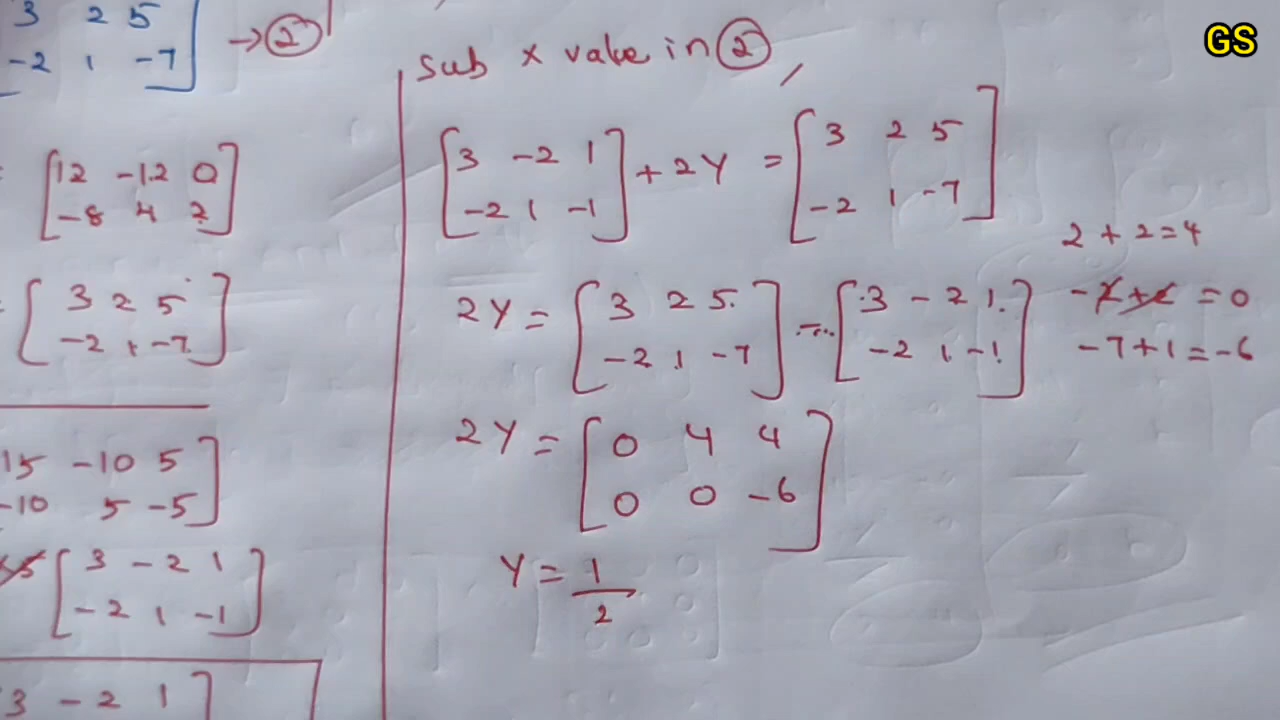 3 2 5
-2 1 -7 → ②
[12 -12 0
-8 4 2]
[3 2 5
-2 1 -7]
15 -10 5
-10 5 -5]
[3 -2 1
-2 1 -1]
3 -2 1]
GS
Sub x value in ②,
[3 -2 1
-2 1 -1] + 2Y = [3 2 5
-2 1 -7]
2 + 2 = 4
2Y = [3 2 5
-2 1 -7] - [3 -2 1
-2 1 -1]
-2+2 = 0
-7+1 = -6
2Y = [0 4 4
0 0 -6]
Y = 1
2